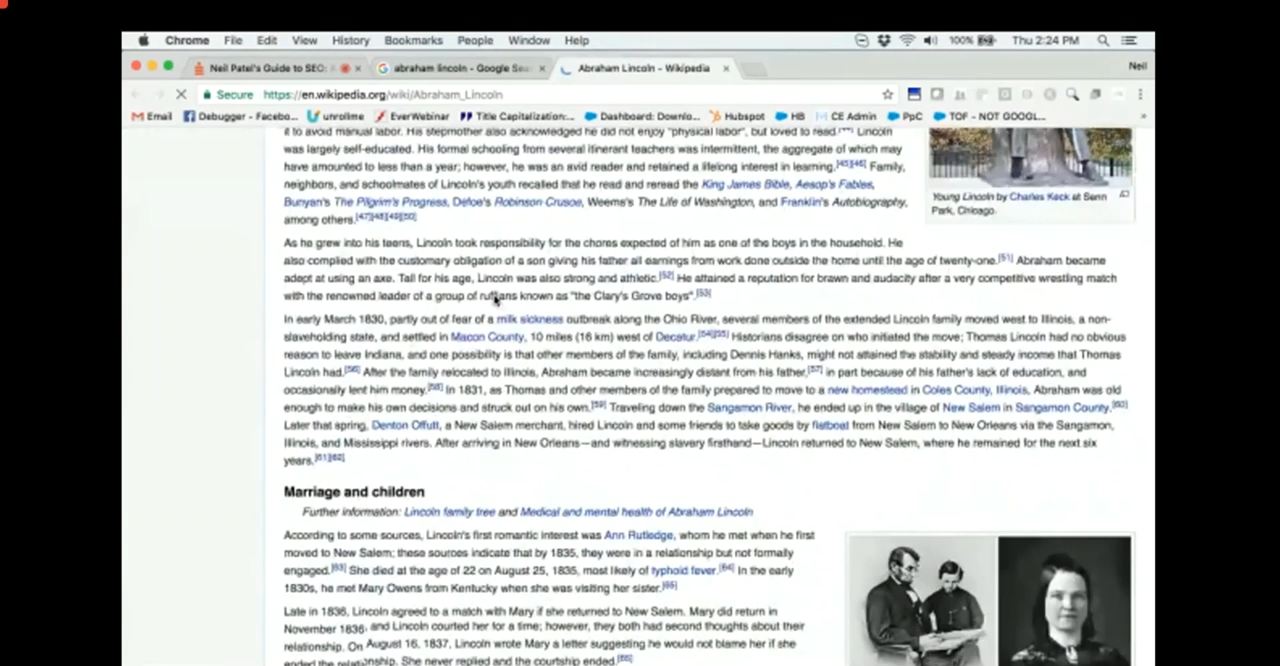 Chrome File Edit View History Bookmarks People Window Help 100% Thu 2:24 PM
Neil Patel's Guide to SEO: abraham lincoln - Google Sea Abraham Lincoln - Wikipedia Neil
Secure https://en.wikipedia.org/wiki/Abraham_Lincoln
Email Debugger - Facebo... unrollme EverWebinar Title Capitalization:... Dashboard: Downlo... Hubspot HB CE Admin PpC TOF - NOT GOOGL...
it to avoid manual labor. His stepmother also acknowledged he did not enjoy "physical labor", but loved to read. Lincoln
was largely self-educated. His formal schooling from several itinerant teachers was intermittent, the aggregate of which may
have amounted to less than a year; however, he was an avid reader and retained a lifelong interest in learning.[45][46] Family,
neighbors, and schoolmates of Lincoln's youth recalled that he read and reread the King James Bible, Aesop's Fables,
Bunyan's The Pilgrim's Progress, Defoe's Robinson Crusoe, Weems's The Life of Washington, and Franklin's Autobiography,
among others.[47][48][49][50]
Young Lincoln by Charles Keck at Senn
Park, Chicago.
As he grew into his teens, Lincoln took responsibility for the chores expected of him as one of the boys in the household. He
also complied with the customary obligation of a son giving his father all earnings from work done outside the home until the age of twenty-one.[51] Abraham became
adept at using an axe. Tall for his age, Lincoln was also strong and athletic.[52] He attained a reputation for brawn and audacity after a very competitive wrestling match
with the renowned leader of a group of ruffians known as "the Clary's Grove boys".[53]
In early March 1830, partly out of fear of a milk sickness outbreak along the Ohio River, several members of the extended Lincoln family moved west to Illinois, a non-
slaveholding state, and settled in Macon County, 10 miles (16 km) west of Decatur.[54][55] Historians disagree on who initiated the move; Thomas Lincoln had no obvious
reason to leave Indiana, and one possibility is that other members of the family, including Dennis Hanks, might not attained the stability and steady income that Thomas
Lincoln had.[56] After the family relocated to Illinois, Abraham became increasingly distant from his father,[57] in part because of his father's lack of education, and
occasionally lent him money.[58] In 1831, as Thomas and other members of the family prepared to move to a new homestead in Coles County, Illinois, Abraham was old
enough to make his own decisions and struck out on his own.[59] Traveling down the Sangamon River, he ended up in the village of New Salem in Sangamon County.[60]
Later that spring, Denton Offutt, a New Salem merchant, hired Lincoln and some friends to take goods by flatboat from New Salem to New Orleans via the Sangamon,
Illinois, and Mississippi rivers. After arriving in New Orleans—and witnessing slavery firsthand—Lincoln returned to New Salem, where he remained for the next six
years.[61][62]
Marriage and children
Further information: Lincoln family tree and Medical and mental health of Abraham Lincoln
According to some sources, Lincoln's first romantic interest was Ann Rutledge, whom he met when he first
moved to New Salem; these sources indicate that by 1835, they were in a relationship but not formally
engaged.[63] She died at the age of 22 on August 25, 1835, most likely of typhoid fever.[64] In the early
1830s, he met Mary Owens from Kentucky when she was visiting her sister.[65]
Late in 1836, Lincoln agreed to a match with Mary if she returned to New Salem. Mary did return in
November 1836, and Lincoln courted her for a time; however, they both had second thoughts about their
relationship. On August 16, 1837, Lincoln wrote Mary a letter suggesting he would not blame her if she
ended the relationship. She never replied and the courtship ended.[66]